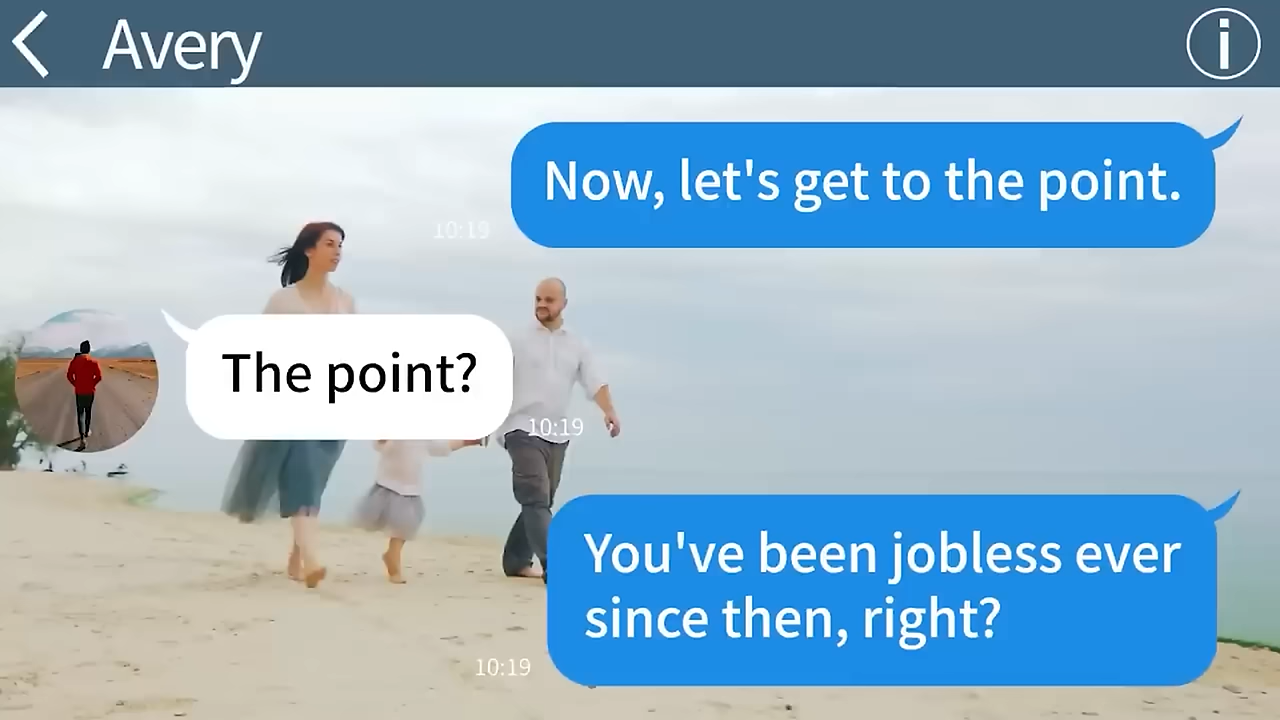 Avery
Now, let's get to the point.
10:19
The point?
10:19
You've been jobless ever
since then, right?
10:19